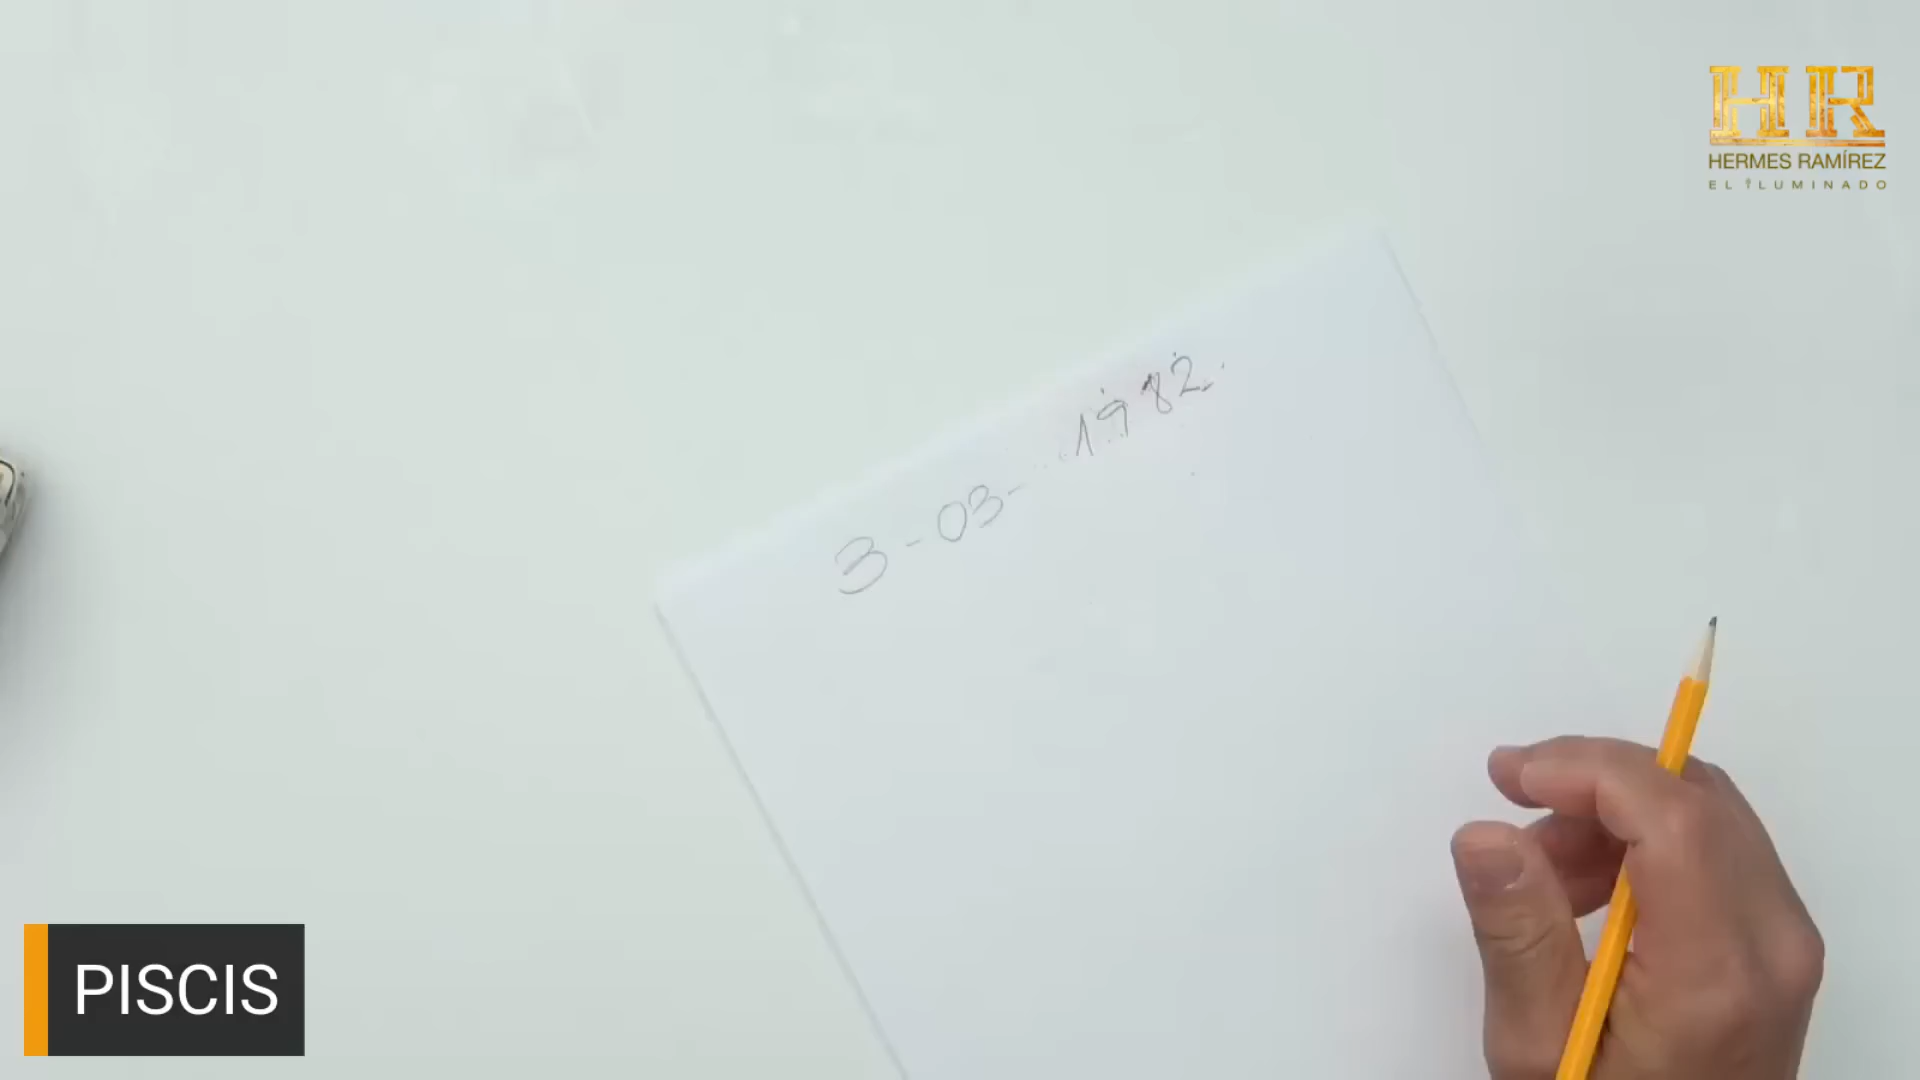 HR
HERMES RAMÍREZ
EL ILUMINADO
3-03-1982
PISCIS